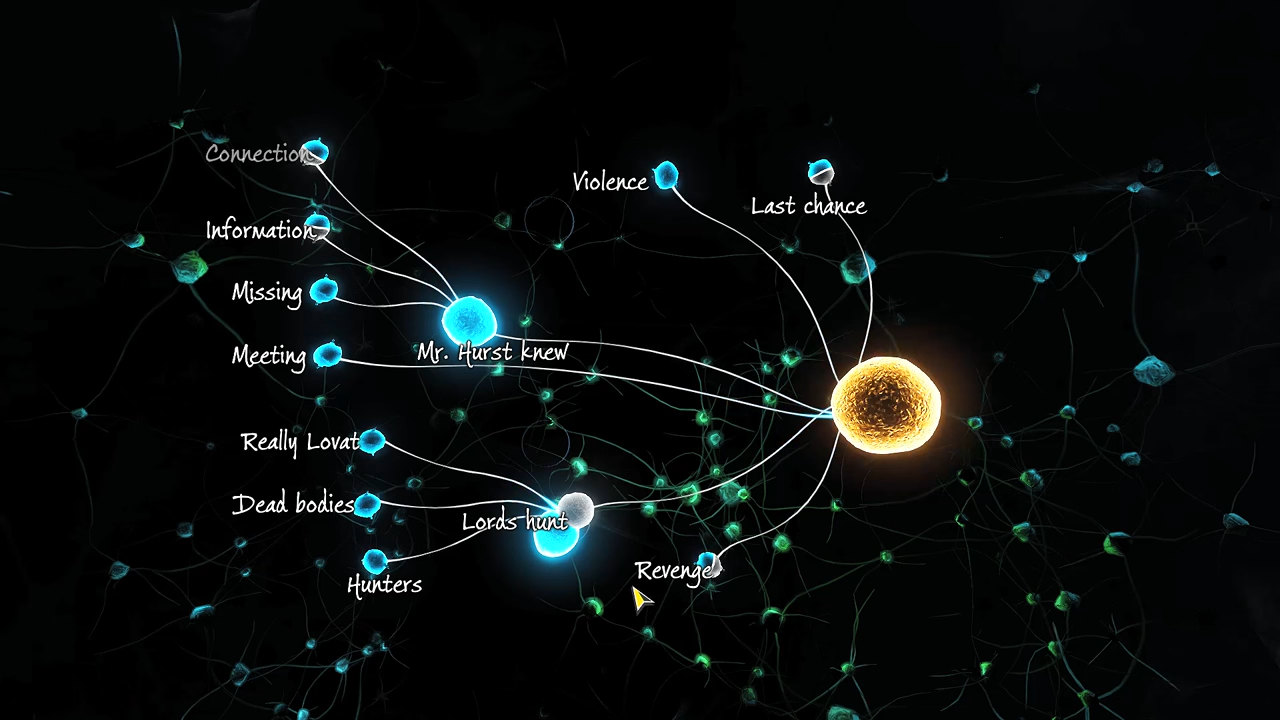 Connection
Information
Missing
Meeting
Mr. Hurst knew
Violence
Last chance
Really Lovat
Dead bodies
Lords hunt
Hunters
Revenge